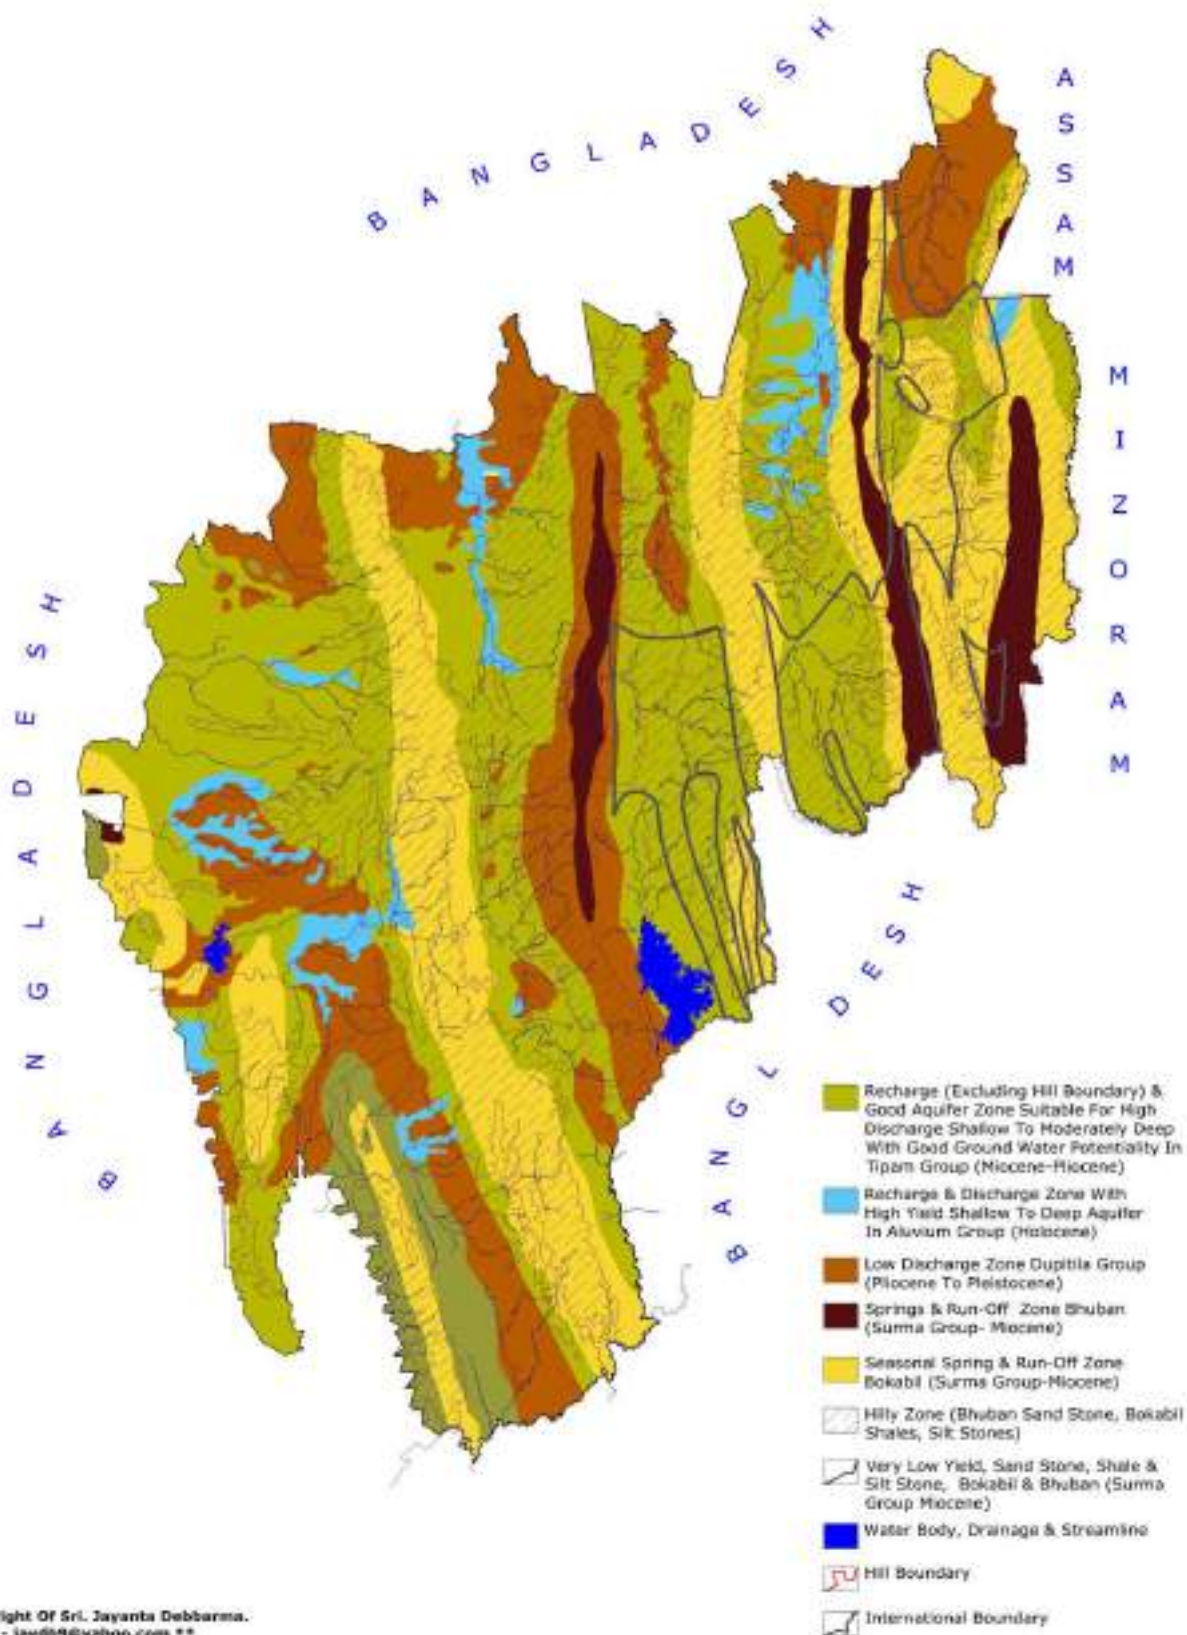 BANGLADESH
ASSAM
MIZORAM
BANGLADESH
BANGLADESH
Recharge (Excluding Hill Boundary) &
Good Aquifer Zone Suitable For High
Discharge Shallow To Moderately Deep
With Good Ground Water Potentiality In
Tipam Group (Miocene-Pliocene)
Recharge & Discharge Zone With
High Yield Shallow To Deep Aquifer
In Aluvium Group (Holocene)
Low Discharge Zone Dupitila Group
(Pliocene To Pleistocene)
Springs & Run-Off Zone Bhuban
(Surma Group- Miocene)
Seasonal Spring & Run-Off Zone
Bokabil (Surma Group-Miocene)
Hilly Zone (Bhuban Sand Stone, Bokabil
Shales, Silt Stones)
Very Low Yield, Sand Stone, Shale &
Silt Stone, Bokabil & Bhuban (Surma
Group Miocene)
Water Body, Drainage & Streamline
Hill Boundary
International Boundary
ight Of Sri. Jayanta Debbarma.